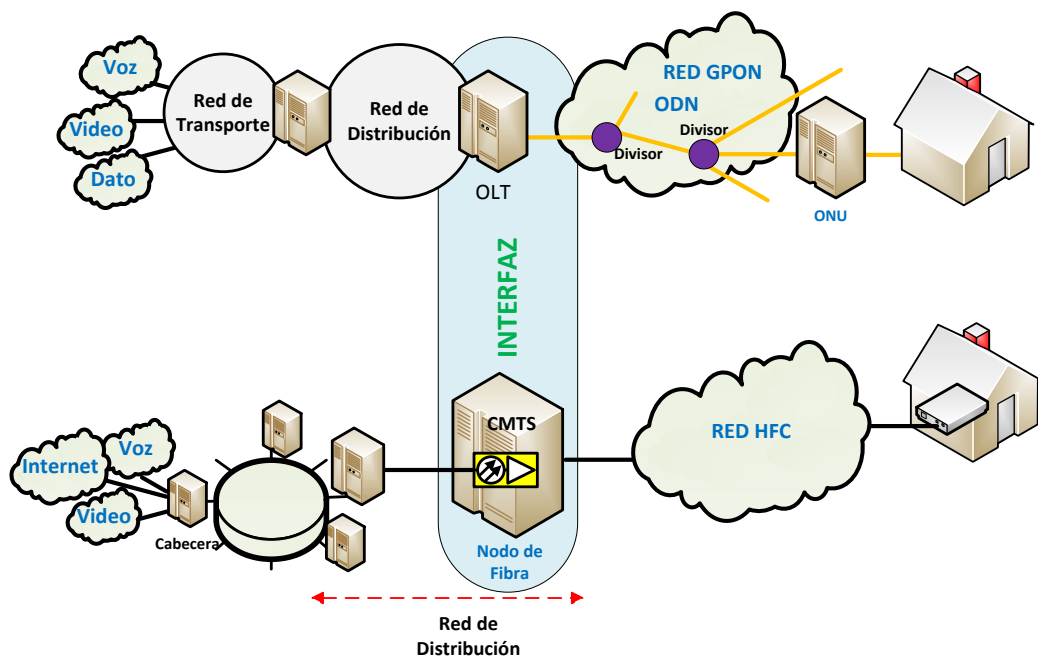 Voz
Video
Dato
Red de
Transporte
Red de
Distribución
OLT
RED GPON
ODN
Divisor
Divisor
ONU
INTERFAZ
Internet
Voz
Video
Cabecera
CMTS
Nodo de
Fibra
RED HFC
Red de
Distribución